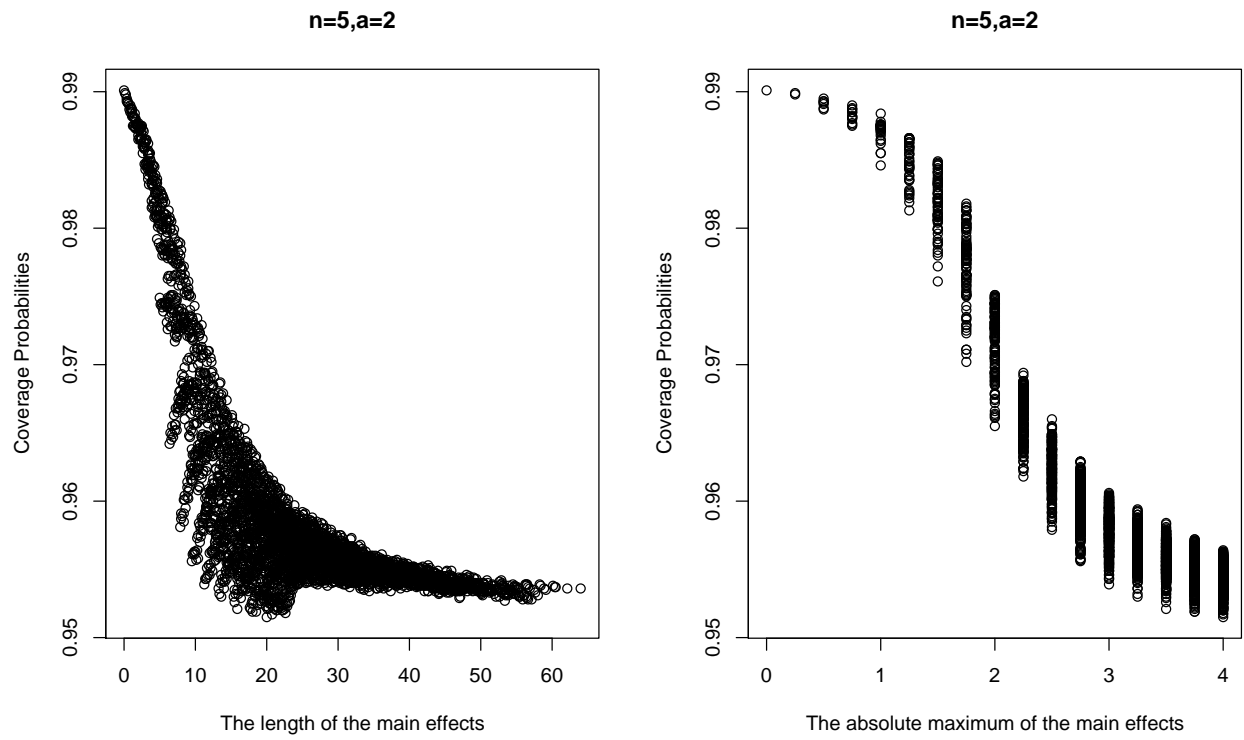 n=5,a=2
Coverage Probabilities
0.99
0.98
0.97
0.96
0.95
0 10 20 30 40 50 60
The length of the main effects
n=5,a=2
Coverage Probabilities
0.99
0.98
0.97
0.96
0.95
0 1 2 3 4
The absolute maximum of the main effects